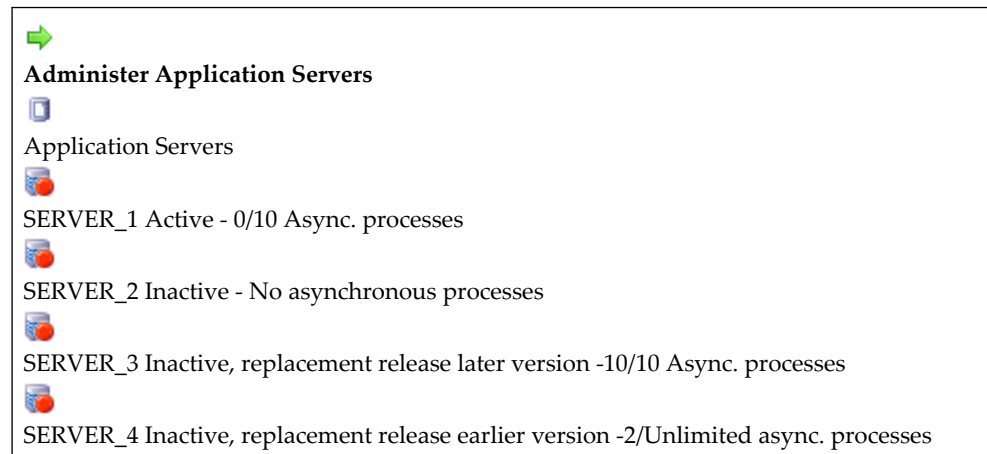 Administer Application Servers
Application Servers
SERVER_1 Active - 0/10 Async. processes
SERVER_2 Inactive - No asynchronous processes
SERVER_3 Inactive, replacement release later version -10/10 Async. processes
SERVER_4 Inactive, replacement release earlier version -2/Unlimited async. processes